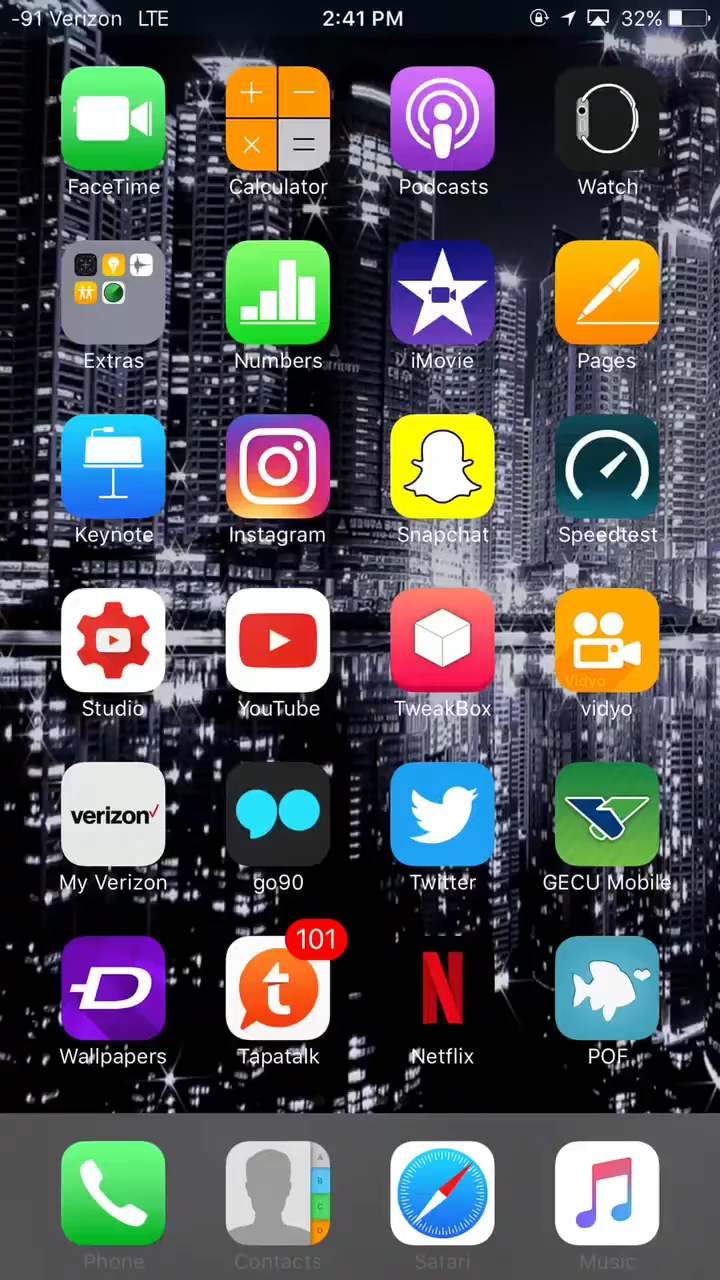 -91 Verizon LTE 2:41 PM 32%
FaceTime Calculator Podcasts Watch
Extras Numbers iMovie Pages
Keynote Instagram Snapchat Speedtest
Vidyo
Studio YouTube TweakBox vidyo
verizon
My Verizon go90 Twitter GECU Mobile
101
Wallpapers Tapatalk Netflix POF
A
B
C
D
Phone Contacts Safari Music